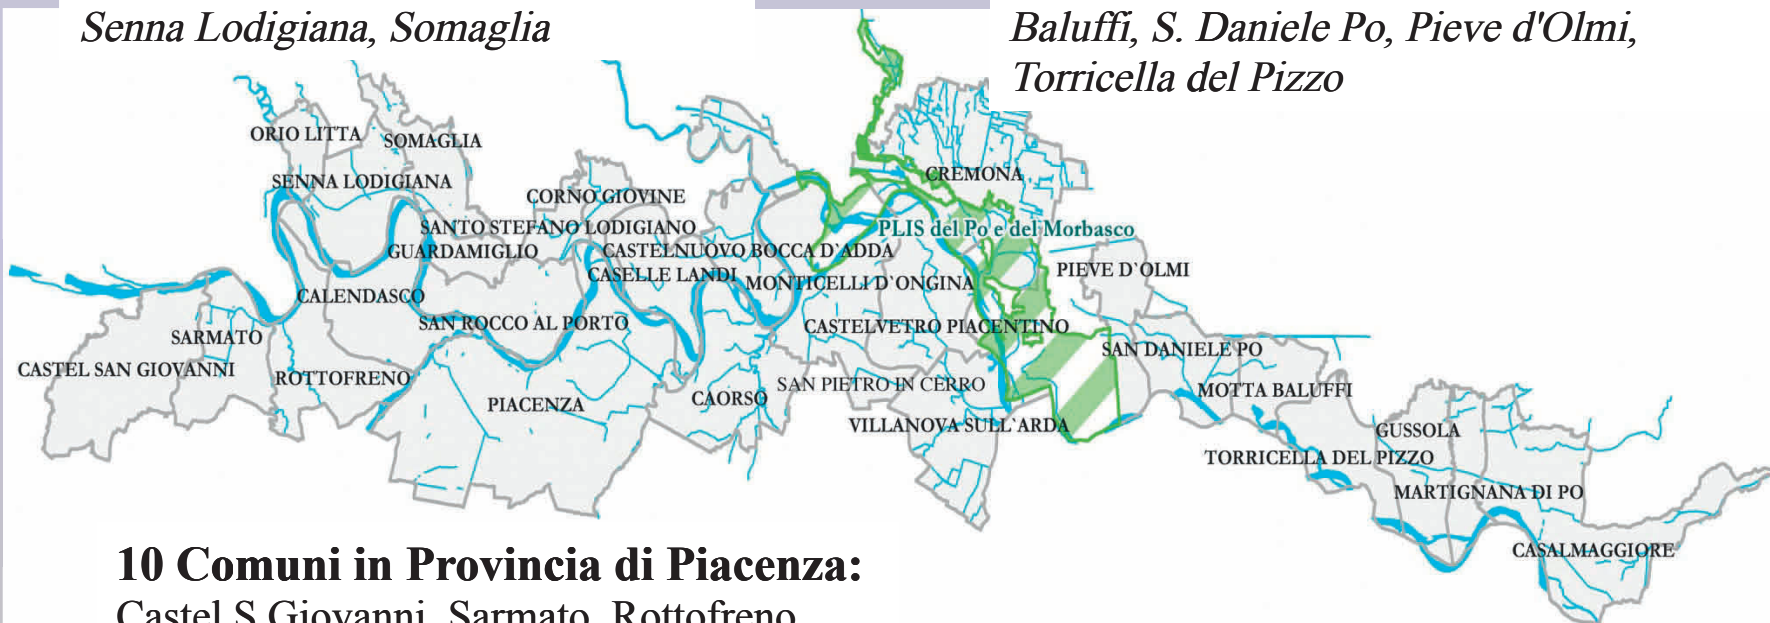 Senna Lodigiana, Somaglia
Baluffi, S. Daniele Po, Pieve d'Olmi,
Torricella del Pizzo
ORIO LITTA
SOMAGLIA
SENNA LODIGIANA
CORNO GIOVINE
CREMONA
SANTO STEFANO LODIGIANO
PLIS del Po e del Morbasco
GUARDAMIGLIO
CASTELNUOVO BOCCA D`ADDA
CASELLE LANDI
MONTICELLI D`ONGINA
PIEVE D`OLMI
CALENDASCO
SAN ROCCO AL PORTO
CASTELVETRO PIACENTINO
SARMATO
SAN DANIELE PO
CASTEL SAN GIOVANNI
ROTTOFRENO
SAN PIETRO IN CERRO
MOTTA BALUFFI
PIACENZA
CAORSO
VILLANOVA SULL`ARDA
GUSSOLA
TORRICELLA DEL PIZZO
MARTIGNANA DI PO
CASALMAGGIORE
10 Comuni in Provincia di Piacenza:
Castel S.Giovanni, Sarmato, Rottofreno,